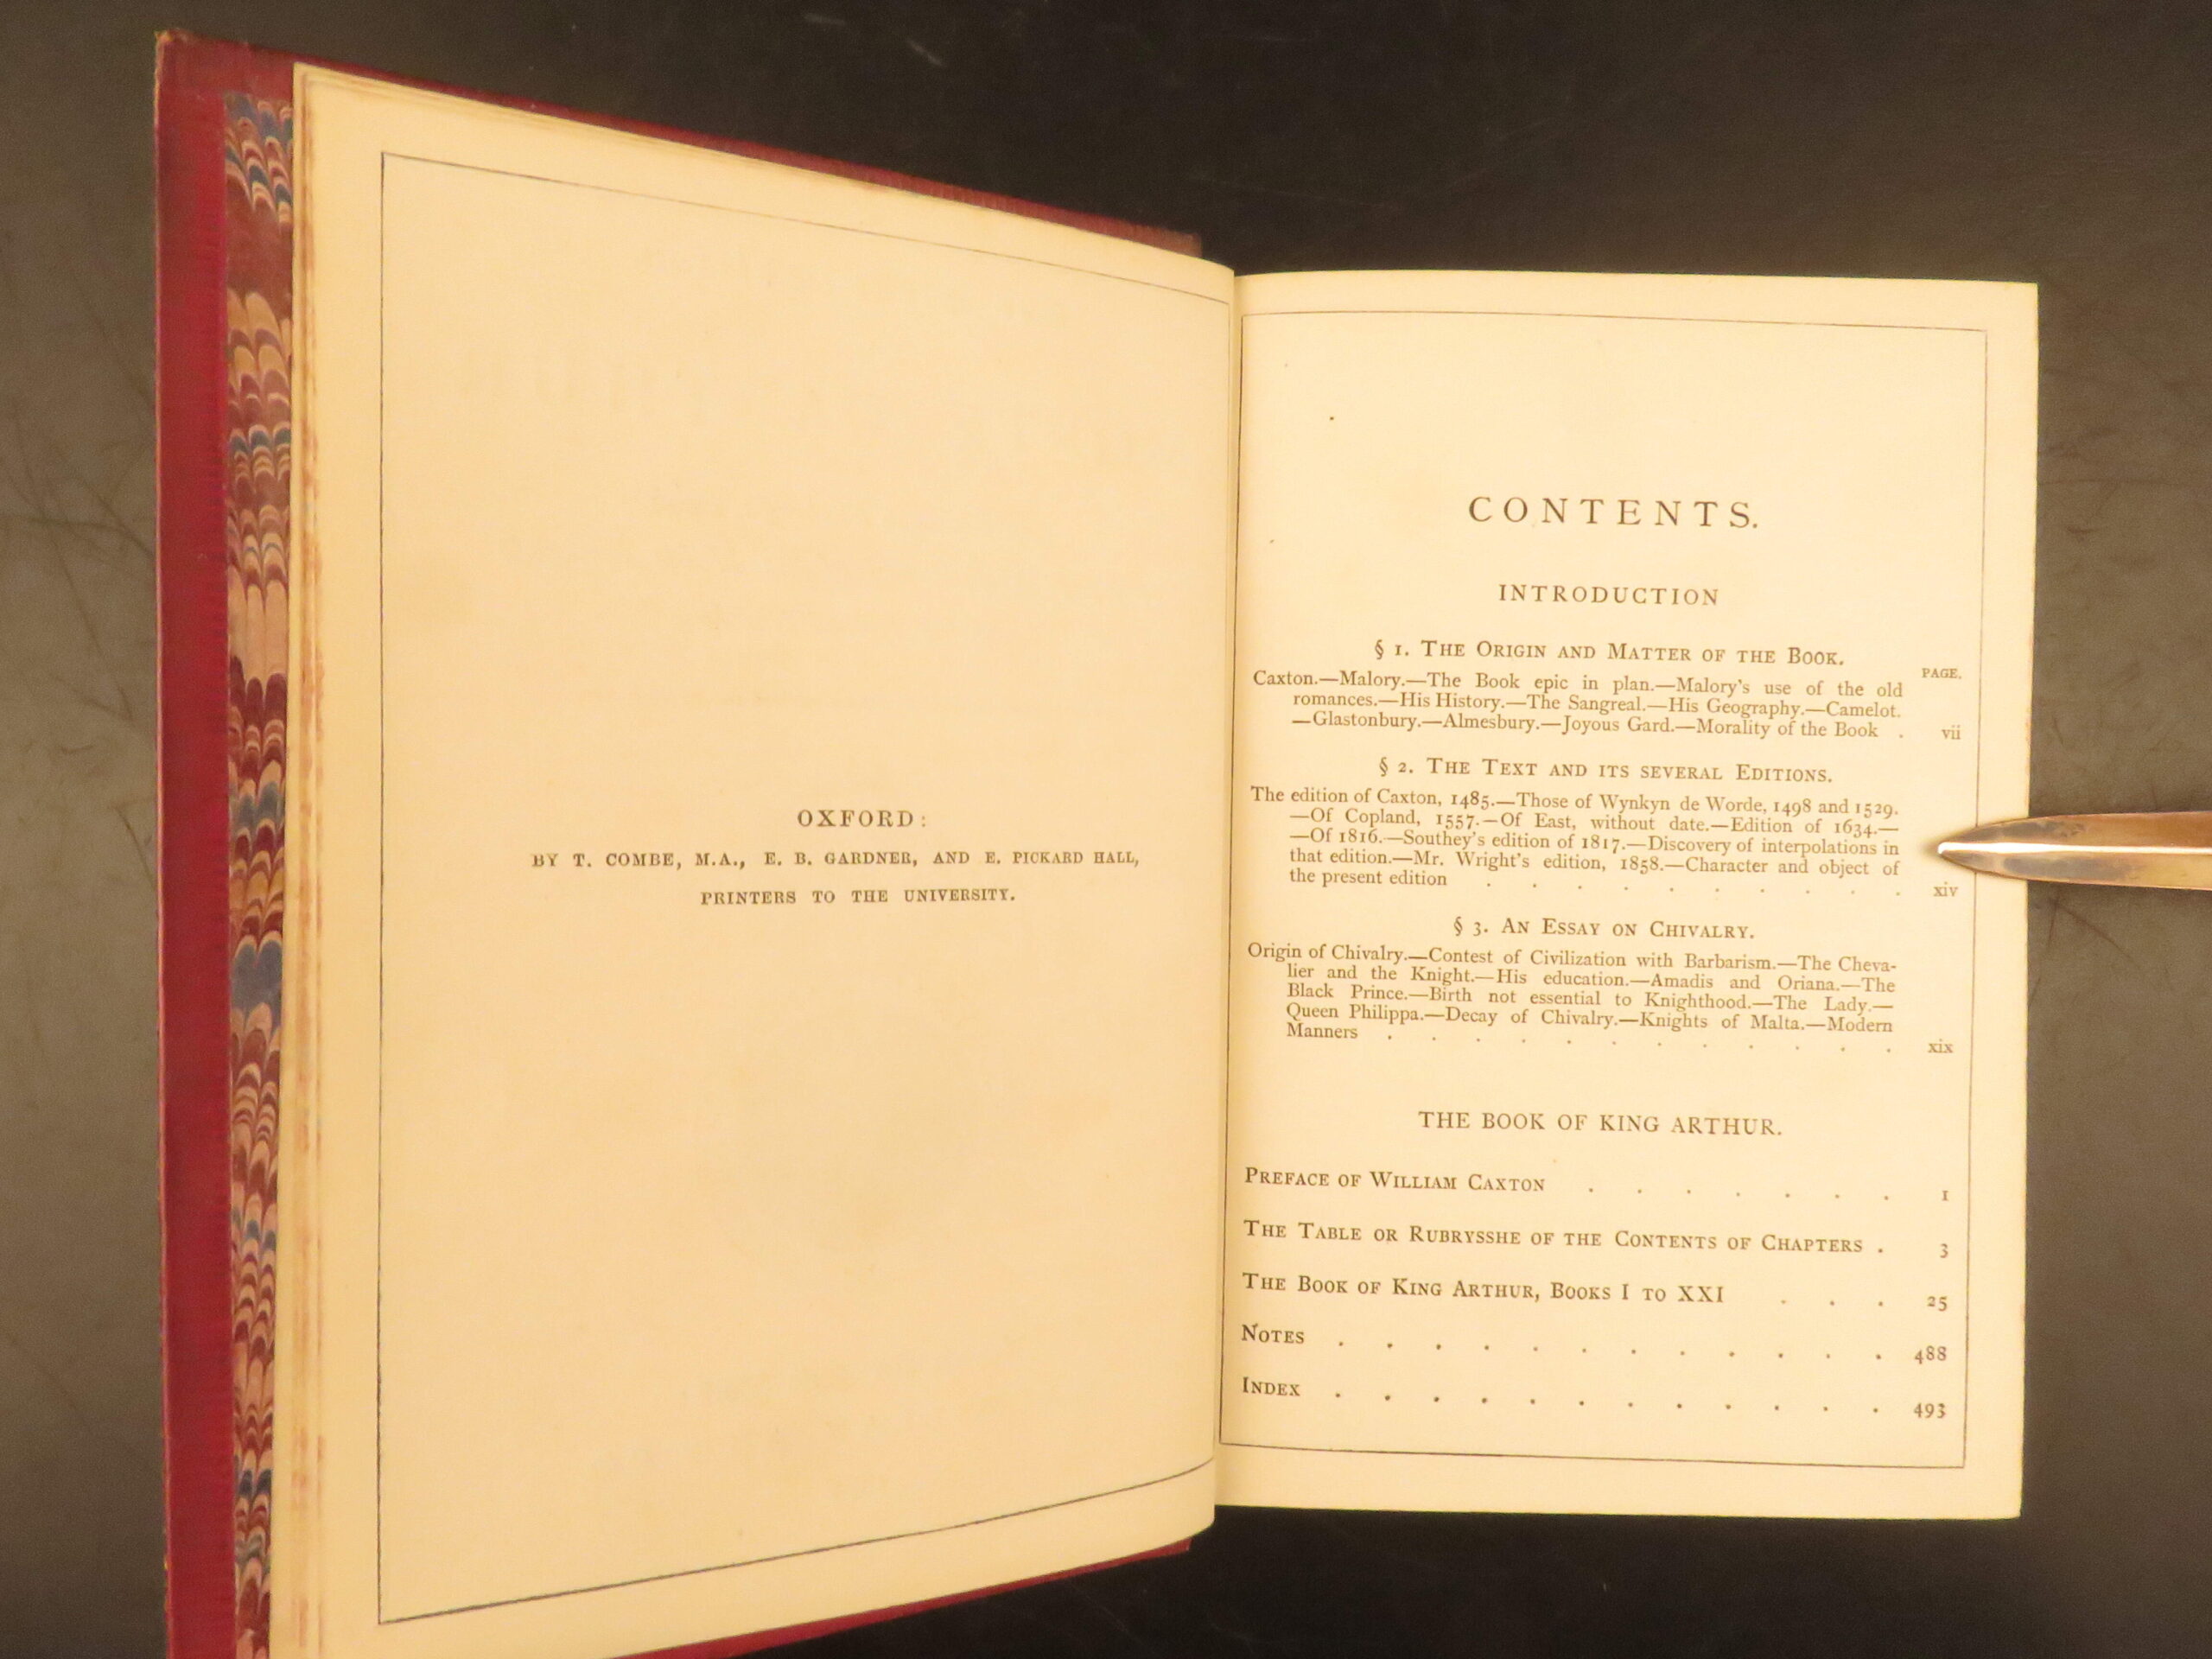 OXFORD:
BY T. COMBE, M.A., E. B. GARDNER, AND E. PICKARD HALL,
PRINTERS TO THE UNIVERSITY.
CONTENTS.
INTRODUCTION
§ 1. THE ORIGIN AND MATTER OF THE BOOK.
PAGE.
Caxton.—Malory.—The Book epic in plan.—Malory's use of the old
romances.—His History.—The Sangreal.—His Geography.—Camelot.
—Glastonbury.—Almesbury.—Joyous Gard.—Morality of the Book . vii
§ 2. THE TEXT AND ITS SEVERAL EDITIONS.
The edition of Caxton, 1485.—Those of Wynkyn de Worde, 1498 and 1529.
—Of Copland, 1557.—Of East, without date.—Edition of 1634.—
—Of 1816.—Southey's edition of 1817.—Discovery of interpolations in
that edition.—Mr. Wright's edition, 1858.—Character and object of
the present edition . . . . . . . . . . xiv
§ 3. AN ESSAY ON CHIVALRY.
Origin of Chivalry.—Contest of Civilization with Barbarism.—The Cheva-
lier and the Knight.—His education.—Amadis and Oriana.—The
Black Prince.—Birth not essential to Knighthood.—The Lady.—
Queen Philippa.—Decay of Chivalry.—Knights of Malta.—Modern
Manners . . . . . . . . . . . . xix
THE BOOK OF KING ARTHUR.
PREFACE OF WILLIAM CAXTON . . . . . . . 1
THE TABLE OR RUBRYSSHE OF THE CONTENTS OF CHAPTERS . 3
THE BOOK OF KING ARTHUR, BOOKS I TO XXI . . . 25
NOTES . . . . . . . . . . . . 488
INDEX . . . . . . . . . . . . 493